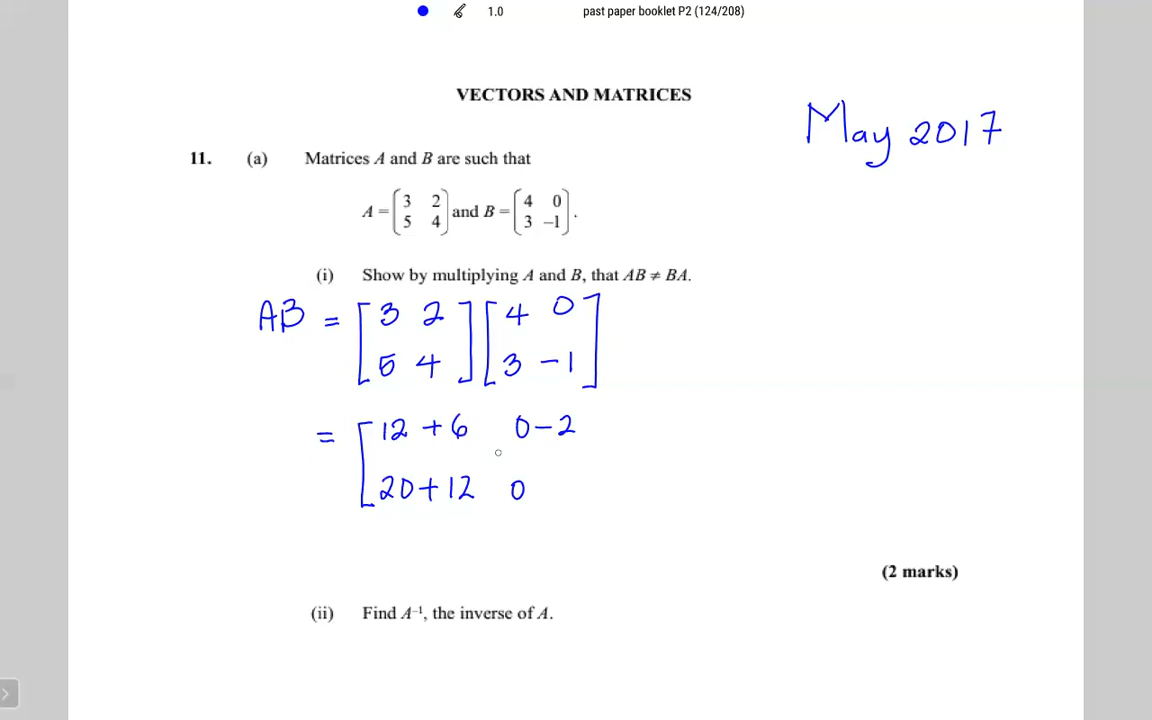 1.0 past paper booklet P2 (124/208)
VECTORS AND MATRICES
May 2017
11. (a) Matrices A and B are such that
A = [3 2; 5 4] and B = [4 0; 3 –1].
(i) Show by multiplying A and B, that AB ≠ BA.
AB = [3 2] [4 0]
[5 4] [3 -1]
= [12 + 6 0 - 2
20 + 12 0
(2 marks)
(ii) Find A⁻¹, the inverse of A.